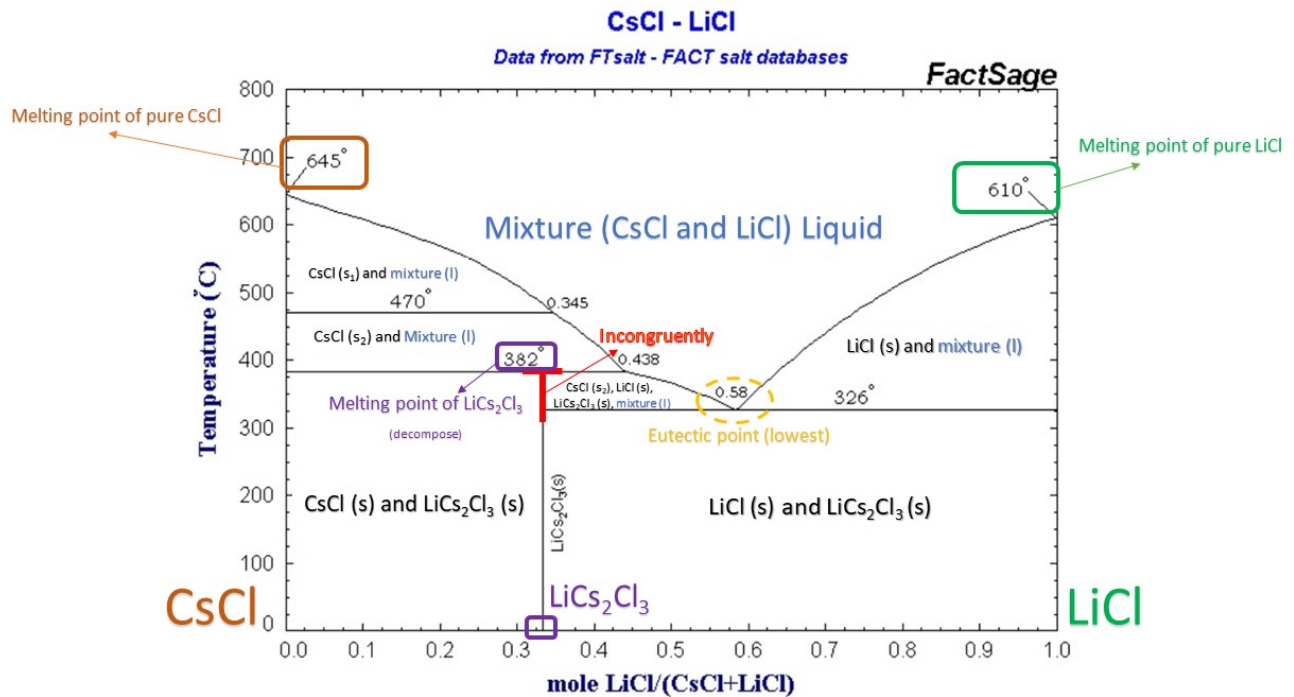 CsCl - LiCl
Data from FTsalt - FACT salt databases
FactSage
800
Melting point of pure CsCl
700
645°
Melting point of pure LiCl
610°
600
Mixture (CsCl and LiCl) Liquid
CsCl (s₁) and mixture (l)
500
470°
0.345
CsCl (s₂) and Mixture (l)
Incongruently
LiCl (s) and mixture (l)
400
382°
0.438
CsCl (s₂), LiCl (s),
LiCs₂Cl₃ (s), mixture (l)
0.58
326°
Melting point of LiCs₂Cl₃
(decompose)
Eutectic point (lowest)
300
Temperature (°C)
CsCl (s) and LiCs₂Cl₃ (s)
LiCs₂Cl₃(s)
LiCl (s) and LiCs₂Cl₃ (s)
200
100
CsCl
LiCs₂Cl₃
LiCl
0
0.0 0.1 0.2 0.3 0.4 0.5 0.6 0.7 0.8 0.9 1.0
mole LiCl/(CsCl+LiCl)